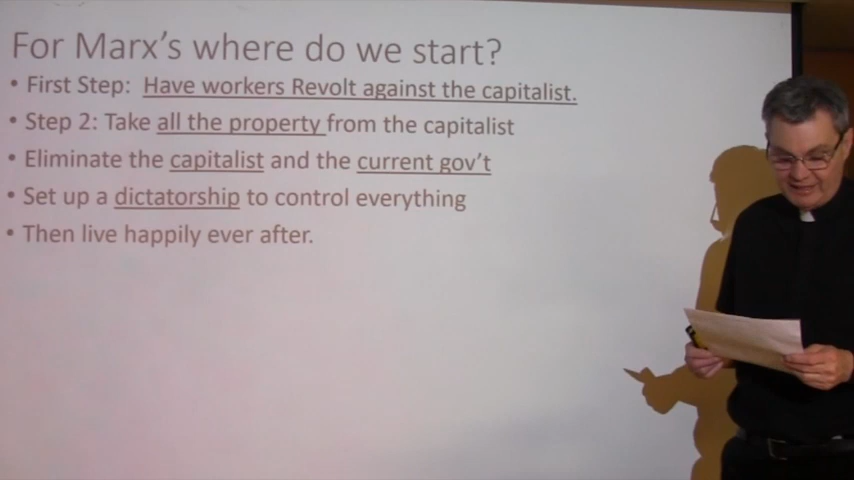 For Marx's where do we start?
• First Step: Have workers Revolt against the capitalist.
• Step 2: Take all the property from the capitalist
• Eliminate the capitalist and the current gov't
• Set up a dictatorship to control everything
• Then live happily ever after.